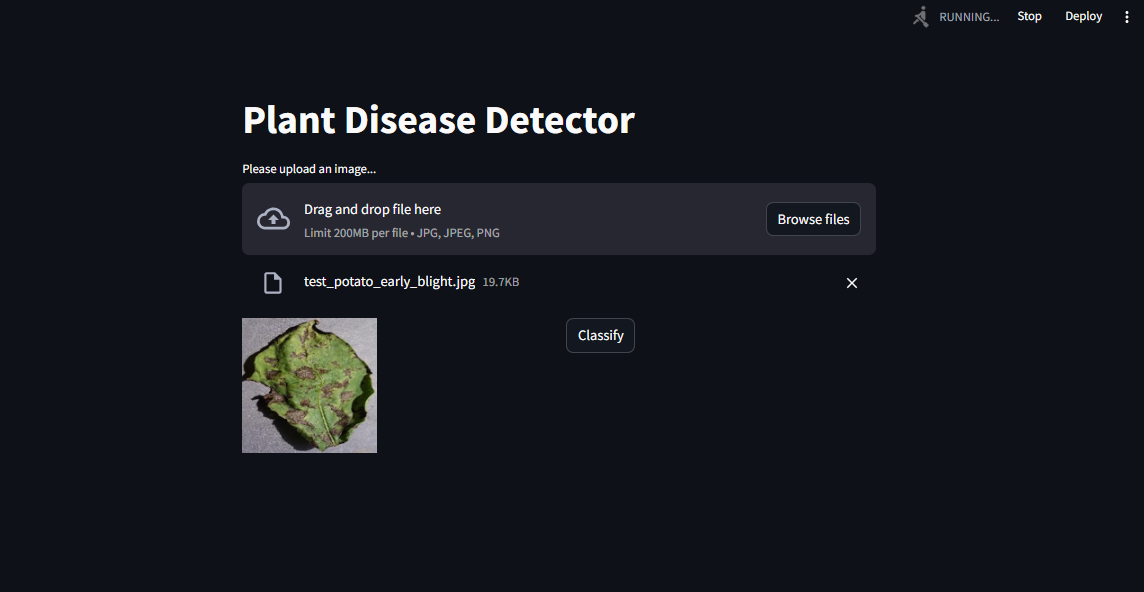 RUNNING... Stop Deploy
Plant Disease Detector
Please upload an image...
Drag and drop file here
Limit 200MB per file • JPG, JPEG, PNG
Browse files
test_potato_early_blight.jpg 19.7KB
Classify